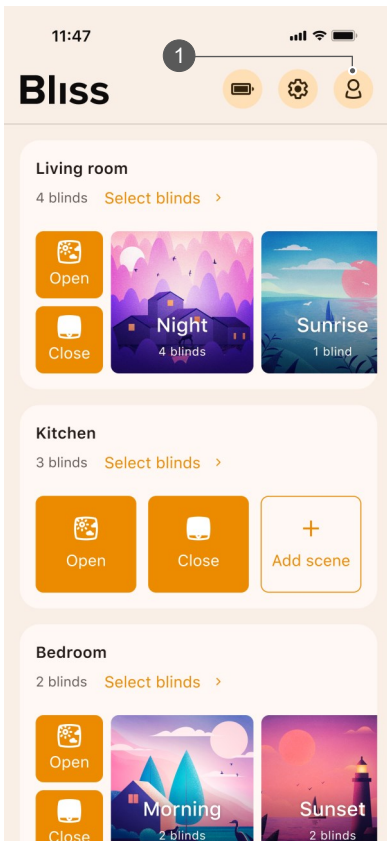 11:47
1
Bliss
Living room
4 blinds Select blinds >
Open
Close
Night
4 blinds
Sunrise
1 blind
Kitchen
3 blinds Select blinds >
Open
Close
+
Add scene
Bedroom
2 blinds Select blinds >
Open
Close
Morning
2 blinds
Sunset
2 blinds